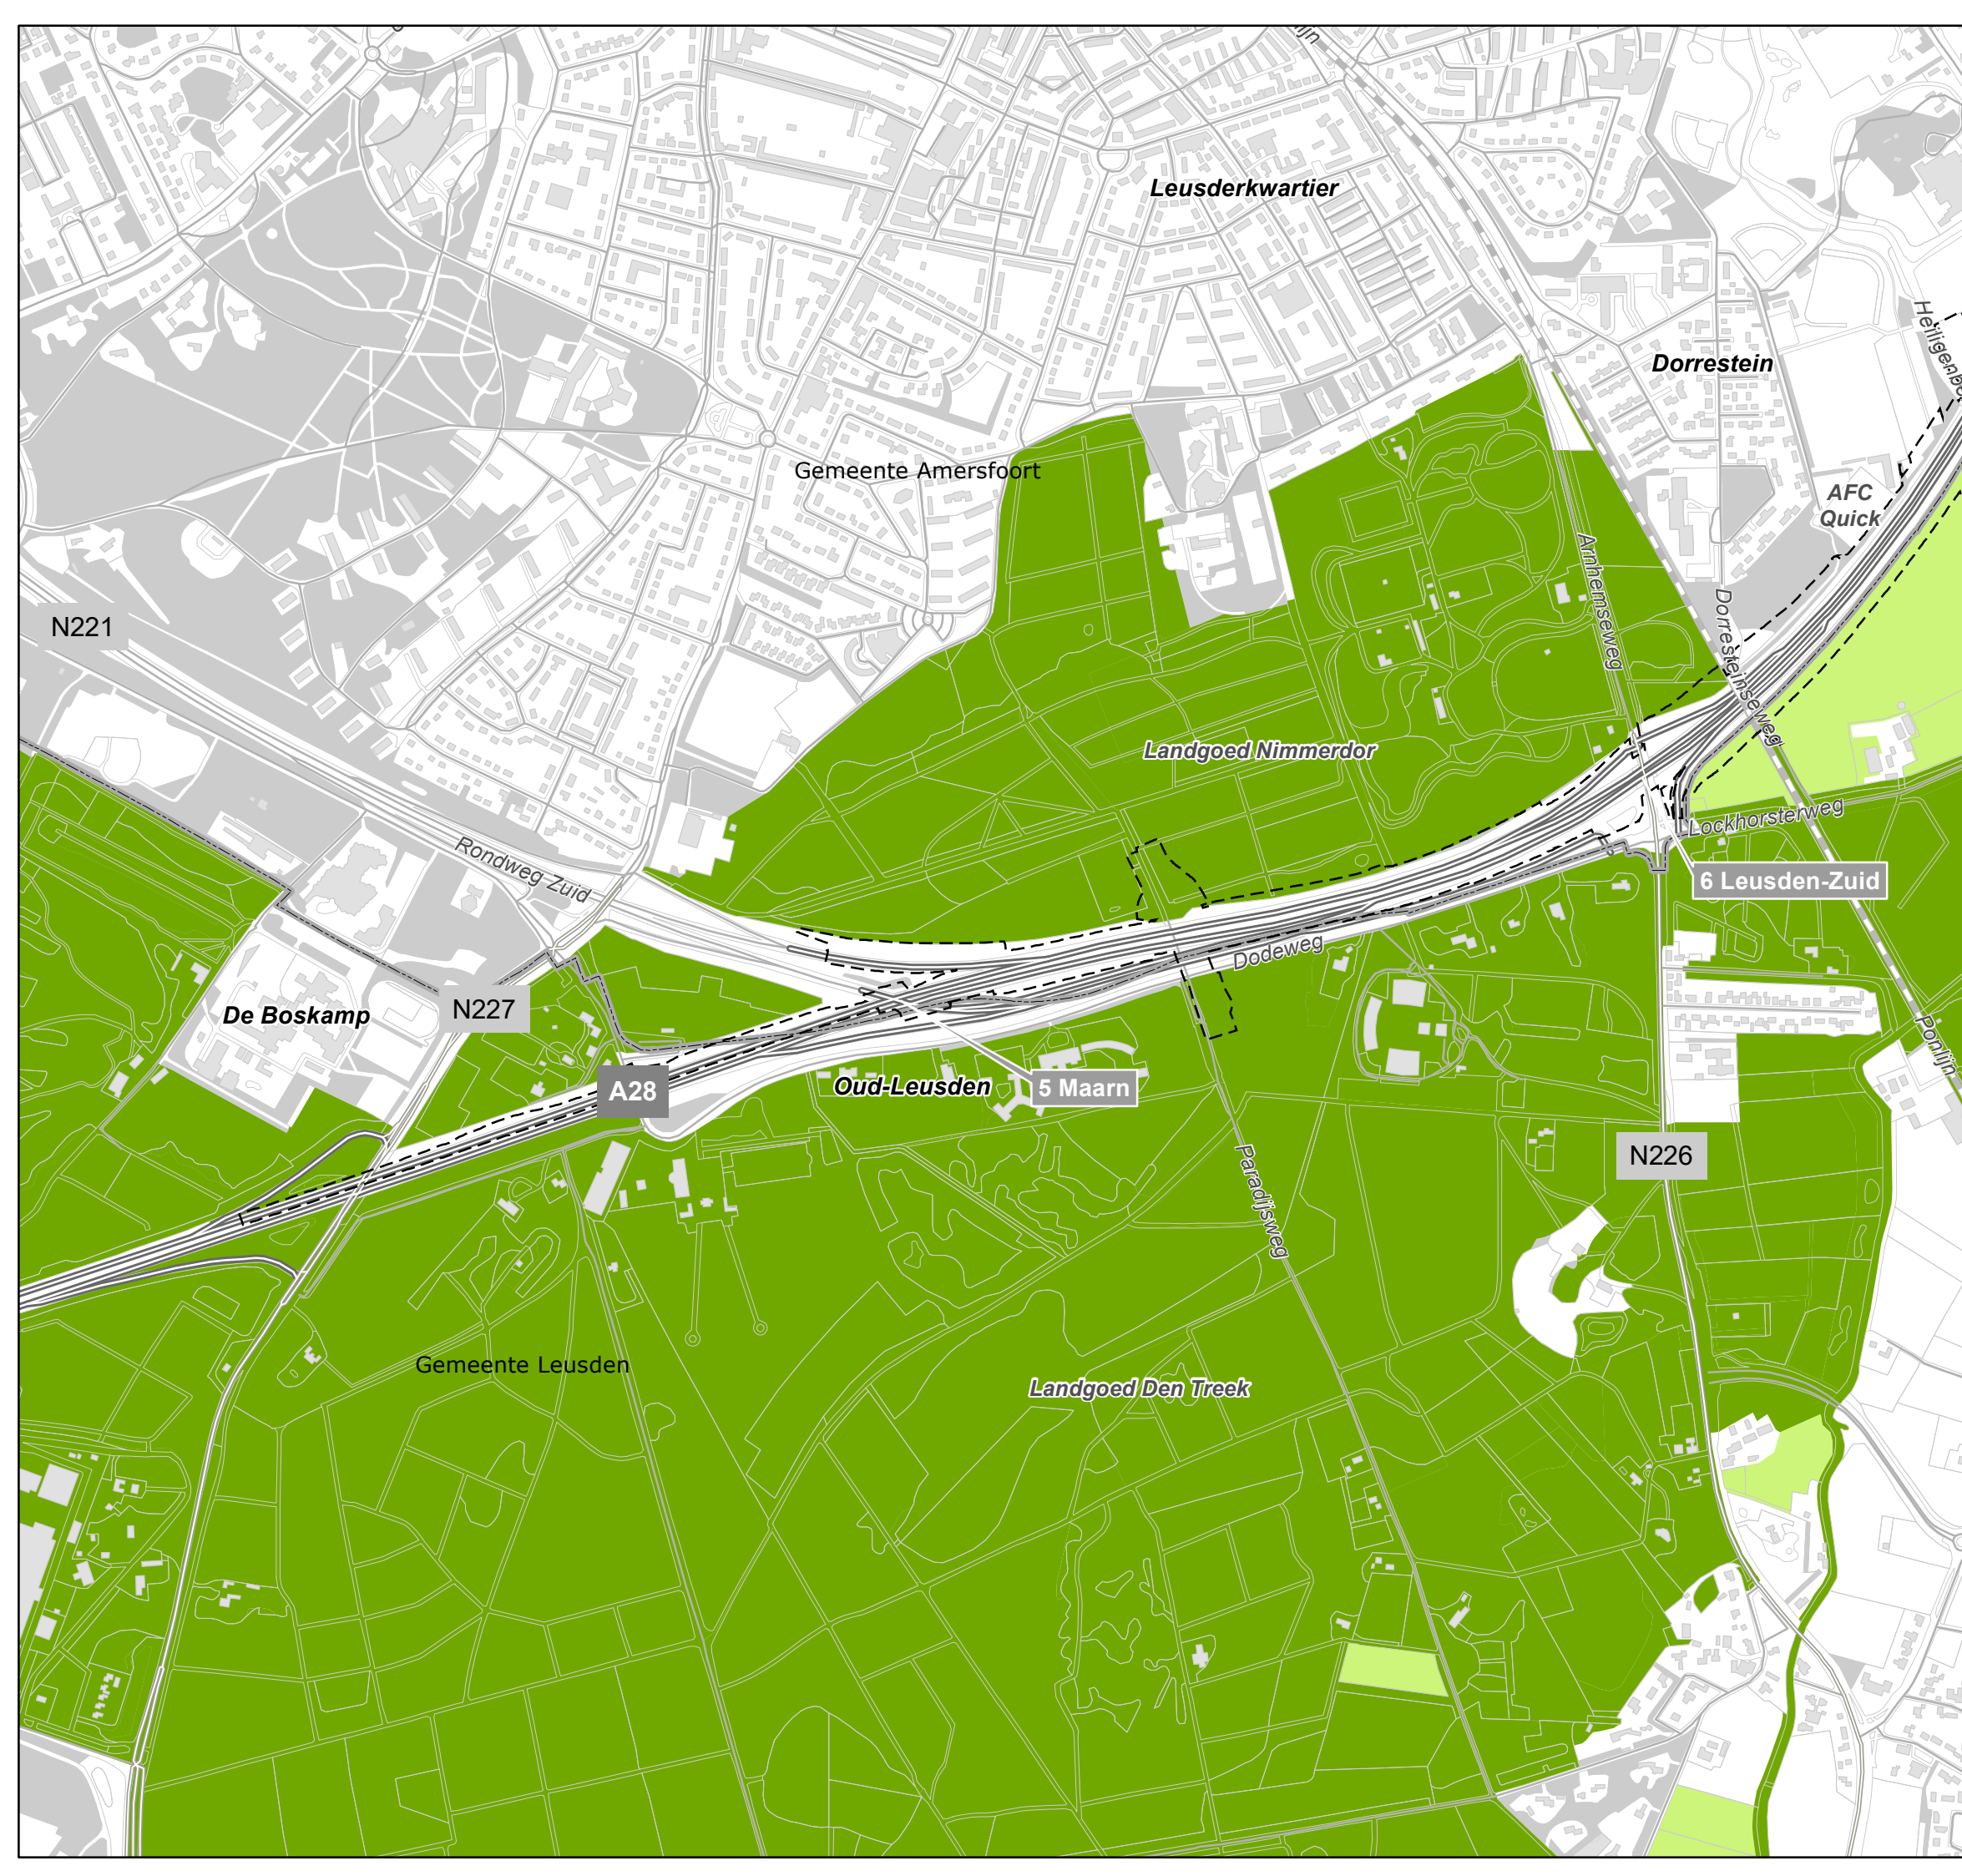 Leusderkwartier
Dorrestein
Gemeente Amersfoort
AFC
Quick
Arnhemseweg
Dorresteinseweg
N221
Landgoed Nimmerdor
Lockhorsterweg
Rondweg Zuid
6 Leusden-Zuid
Dodeweg
N227
De Boskamp
Ponlijn
Oud-Leusden
5 Maarn
A28
N226
Paradijsweg
Gemeente Leusden
Landgoed Den Treek